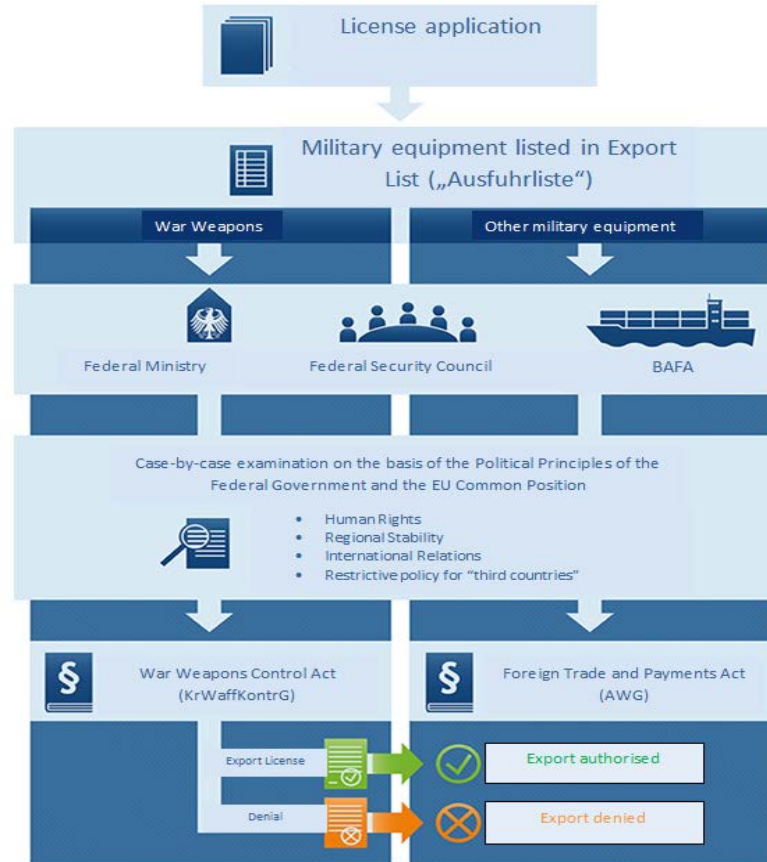 License application
Military equipment listed in Export
List („Ausfuhrliste“)
War Weapons
Other military equipment
Federal Ministry
Federal Security Council
BAFA
Case-by-case examination on the basis of the Political Principles of the
Federal Government and the EU Common Position
• Human Rights
• Regional Stability
• International Relations
• Restrictive policy for “third countries”
§
War Weapons Control Act
(KrWaffKontrG)
§
Foreign Trade and Payments Act
(AWG)
Export License
Export authorised
Denial
Export denied